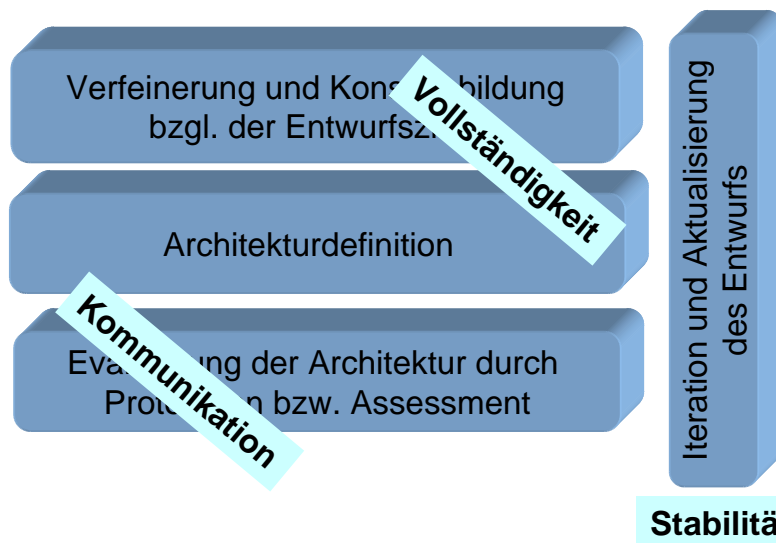 Verfeinerung und Kons bildung
bzgl. der Entwurfsz
Vollständigkeit
Architekturdefinition
Kommunikation
Eva ung der Architektur durch
Prot n bzw. Assessment
Iteration und Aktualisierung
des Entwurfs
Stabilitä